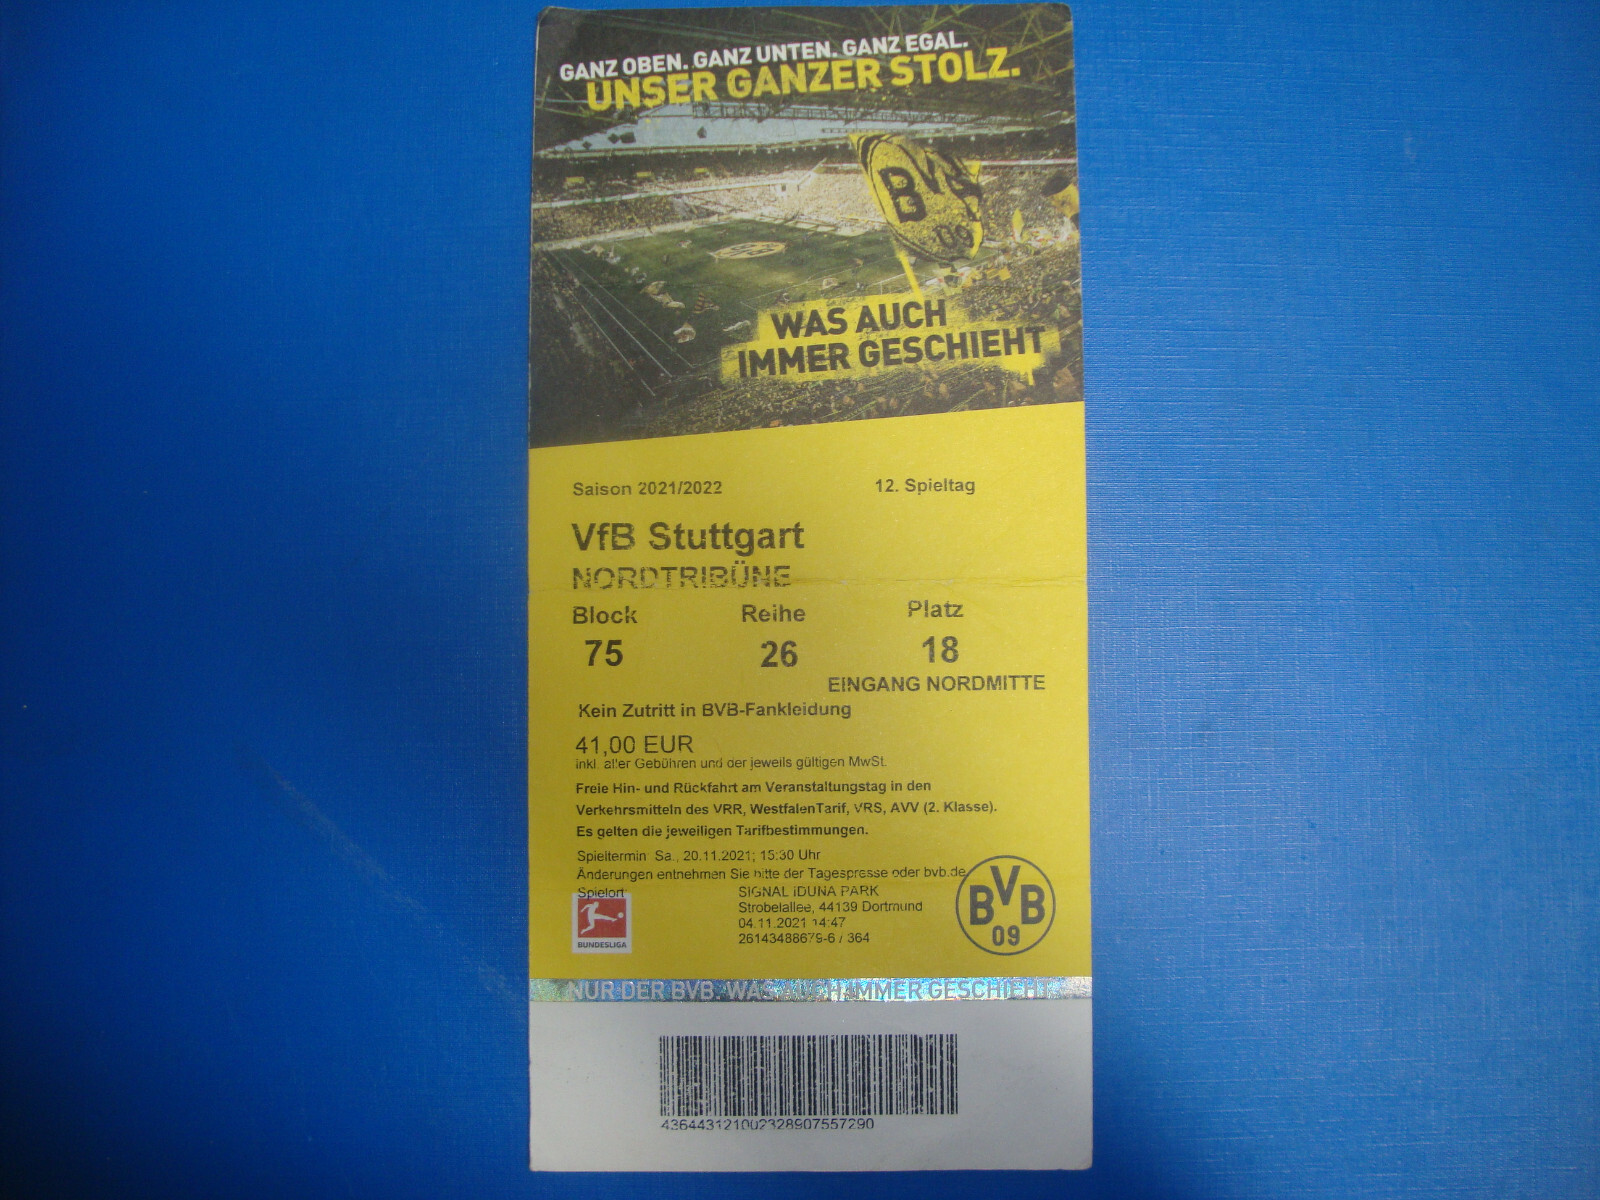 GANZ OBEN. GANZ UNTEN. GANZ EGAL.
UNSER GANZER STOLZ.
BVB
09
WAS AUCH
IMMER GESCHIEHT
Saison 2021/2022 12. Spieltag
VfB Stuttgart
NORDTRIBÜNE
Block Reihe Platz
75 26 18
EINGANG NORDMITTE
Kein Zutritt in BVB-Fankleidung
41,00 EUR
inkl. aller Gebühren und der jeweils gültigen MwSt.
Freie Hin- und Rückfahrt am Veranstaltungstag in den
Verkehrsmitteln des VRR, WestfalenTarif, VRS, AVV (2. Klasse).
Es gelten die jeweiligen Tarifbestimmungen.
Spieltermin: Sa., 20.11.2021; 15:30 Uhr
Änderungen entnehmen Sie bitte der Tagespresse oder bvb.de
Spielort: SIGNAL IDUNA PARK
Strobelallee, 44139 Dortmund
04.11.2021 14:47
26143488679-6 / 364
BUNDESLIGA
BVB
09
NUR DER BVB. WAS AUCH IMMER GESCHIEHT.
436443121002328907557290